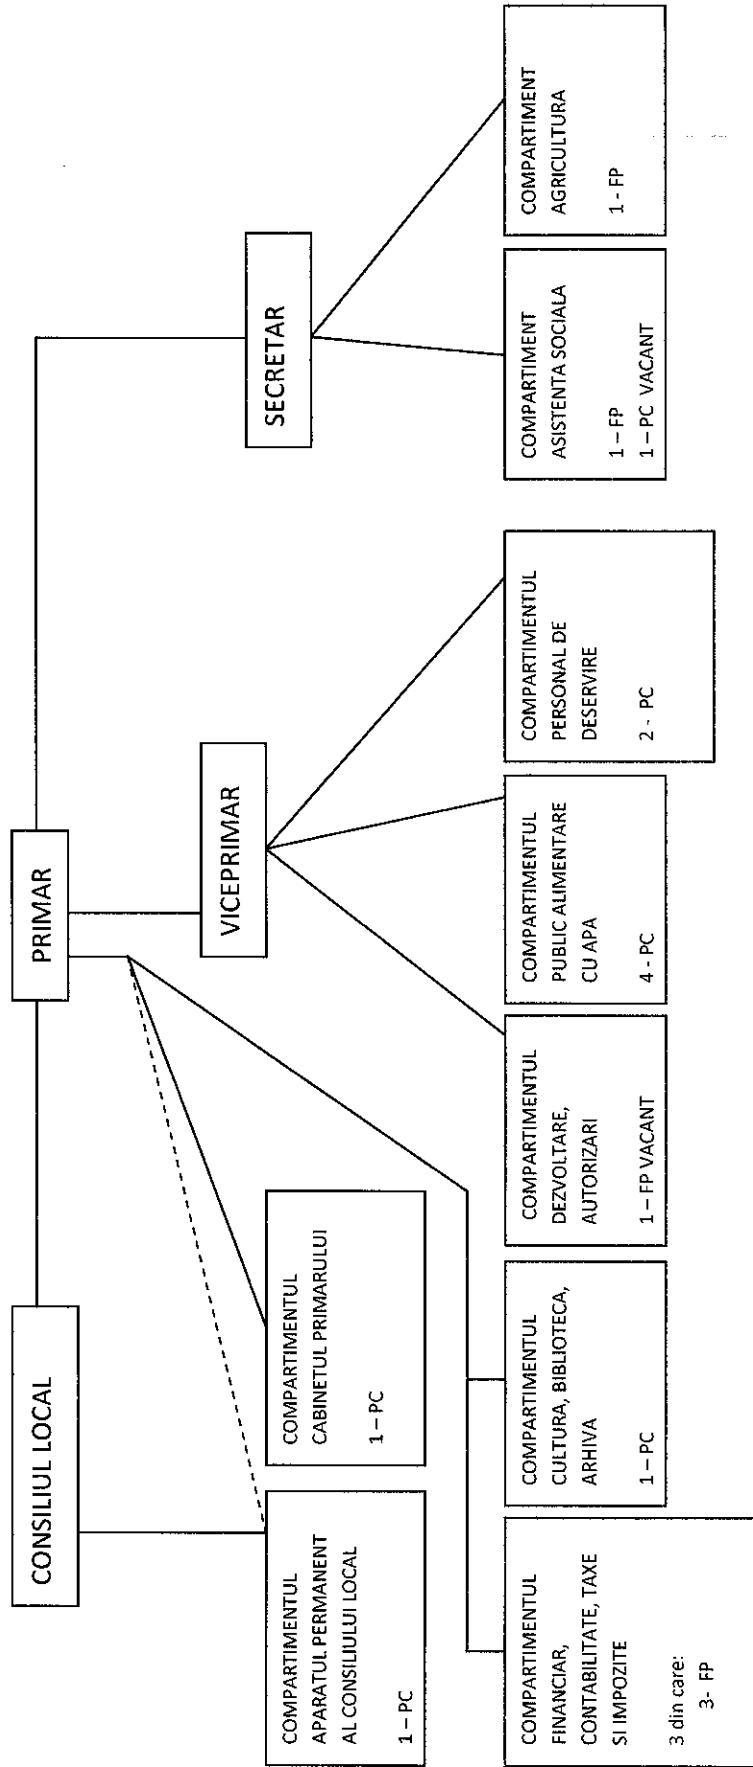 CONSILIUL LOCAL
PRIMAR
VICEPRIMAR
SECRETAR
COMPARTIMENTUL
APARATUL PERMANENT
AL CONSILIULUI LOCAL
1 – PC
COMPARTIMENTUL
CABINETUL PRIMARULUI
1 – PC
COMPARTIMENTUL
FINANCIAR,
CONTABILITATE, TAXE
SI IMPOZITE
3 din care:
3- FP
COMPARTIMENTUL
CULTURA, BIBLIOTECA,
ARHIVA
1 – PC
COMPARTIMENTUL
DEZVOLTARE,
AUTORIZARI
1 – FP VACANT
COMPARTIMENTUL
PUBLIC ALIMENTARE
CU APA
4 - PC
COMPARTIMENTUL
PERSONAL DE
DESERVIRE
2 - PC
COMPARTIMENT
ASISTENTA SOCIALA
1 – FP
1 – PC VACANT
COMPARTIMENT
AGRICULTURA
1 - FP